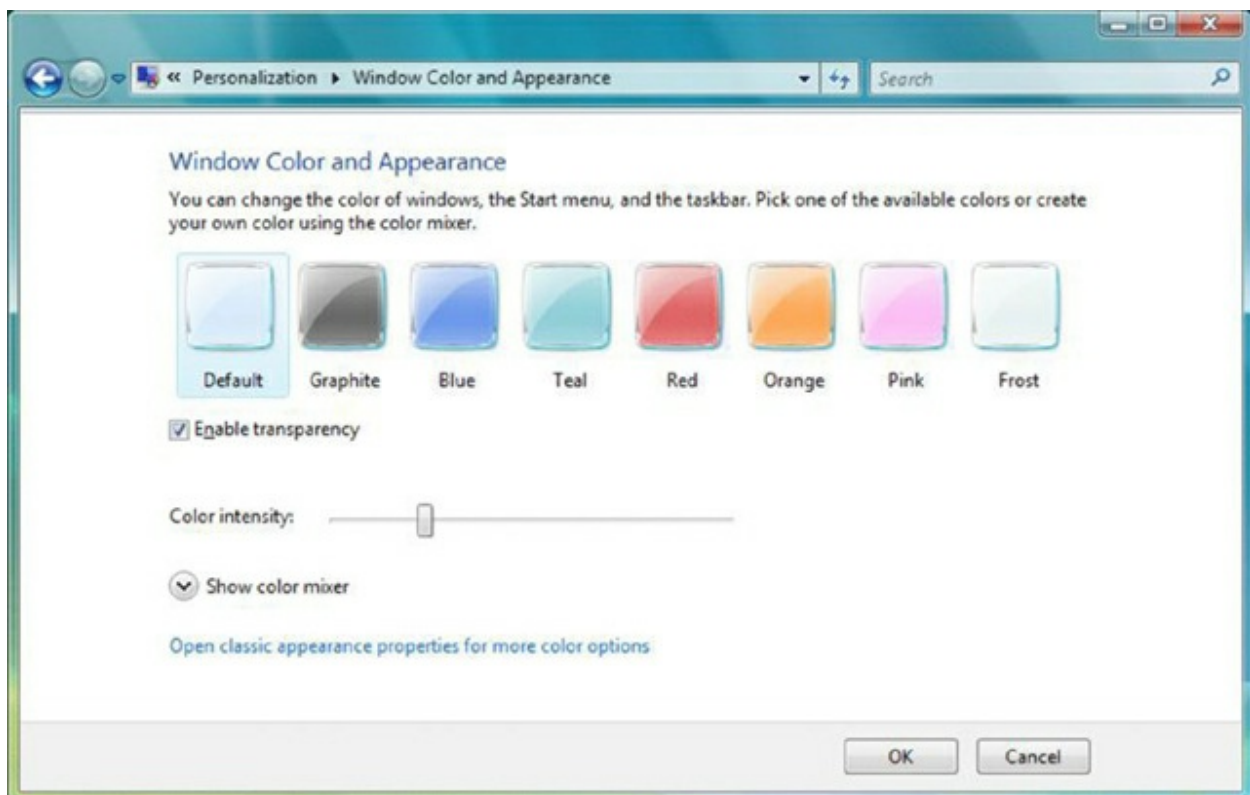 « Personalization ▸ Window Color and Appearance
Search
Window Color and Appearance
You can change the color of windows, the Start menu, and the taskbar. Pick one of the available colors or create
your own color using the color mixer.
Default Graphite Blue Teal Red Orange Pink Frost
Enable transparency
Color intensity:
Show color mixer
Open classic appearance properties for more color options
OK Cancel